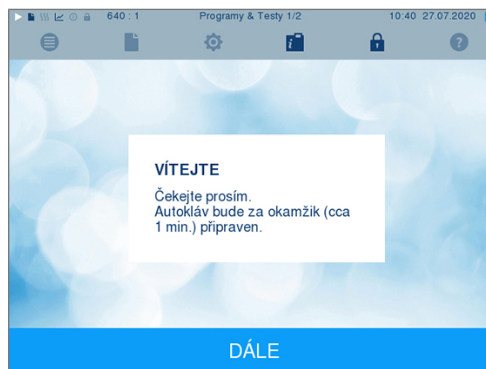 640 : 1 Programy & Testy 1/2 10:40 27.07.2020
VÍTEJTE
Čekejte prosím.
Autokláv bude za okamžik (cca
1 min.) připraven.
DÁLE